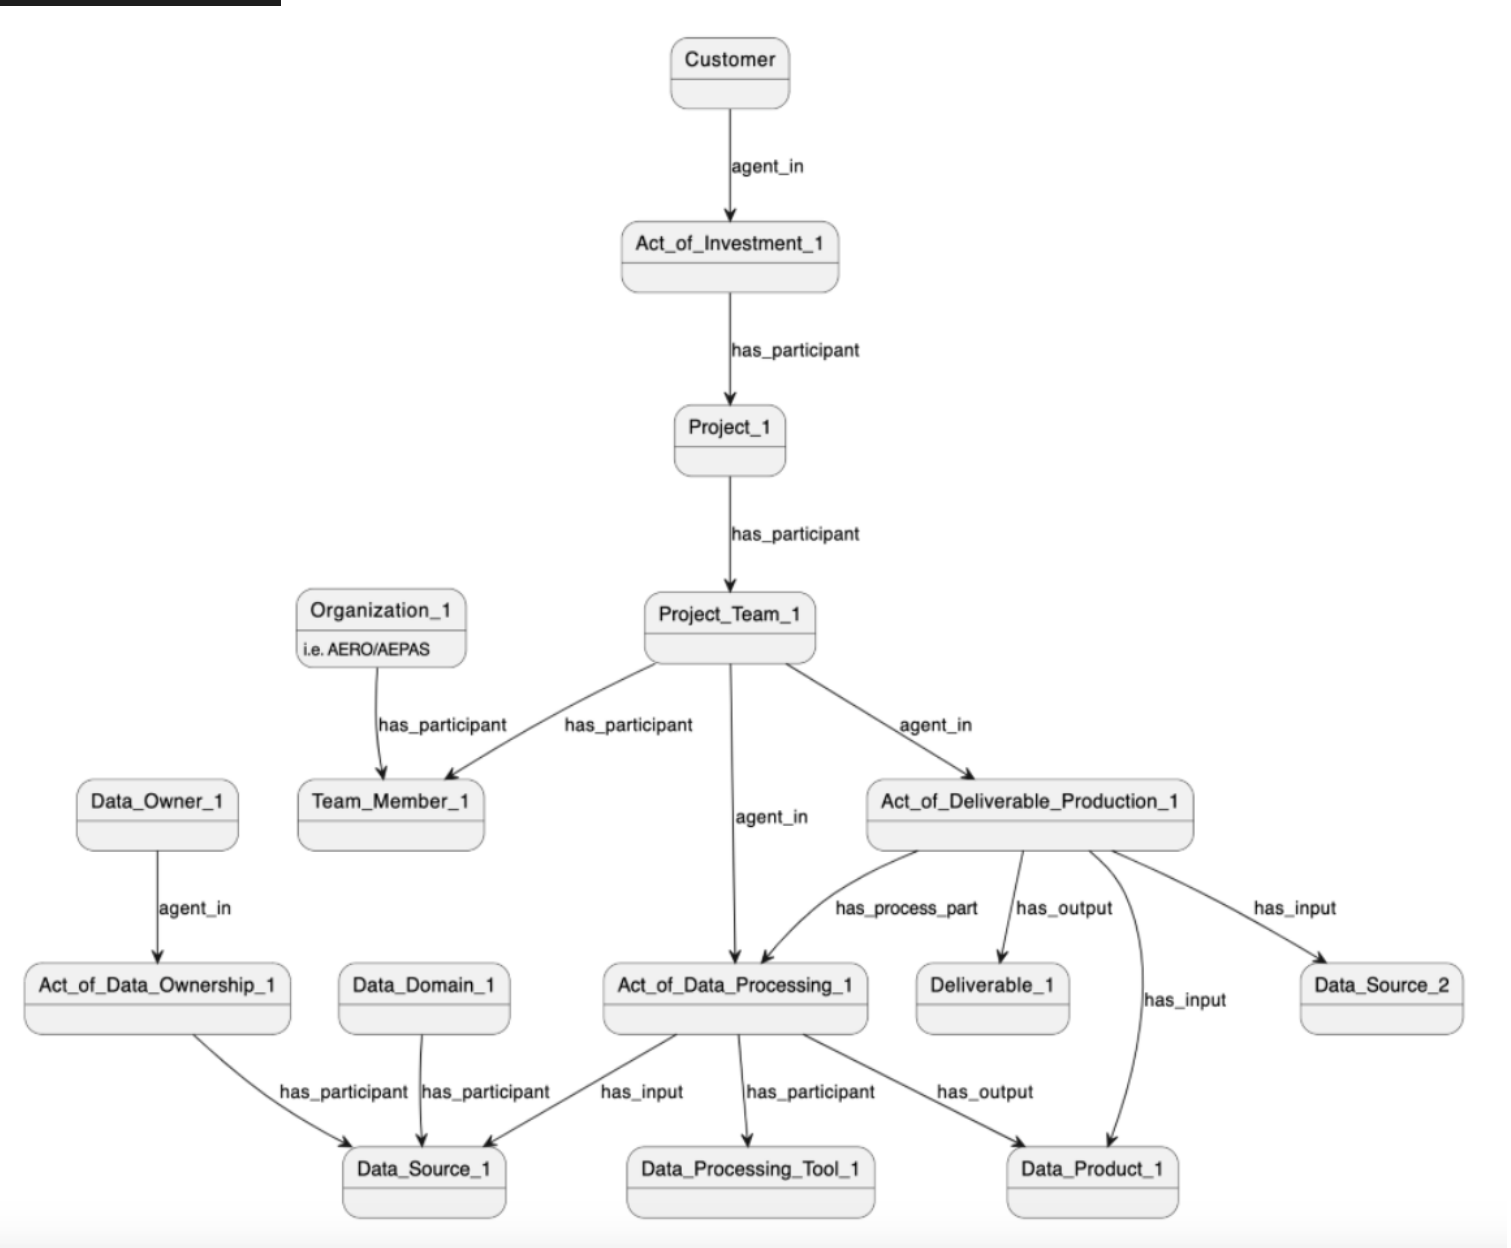 Customer
agent_in
Act_of_Investment_1
has_participant
Project_1
has_participant
Organization_1
i.e. AERO/AEPAS
Project_Team_1
has_participant
has_participant
agent_in
Data_Owner_1
Team_Member_1
agent_in
Act_of_Deliverable_Production_1
agent_in
has_process_part
has_output
has_input
Act_of_Data_Ownership_1
Data_Domain_1
Act_of_Data_Processing_1
Deliverable_1
has_input
Data_Source_2
has_participant
has_participant
has_input
has_participant
has_output
Data_Source_1
Data_Processing_Tool_1
Data_Product_1